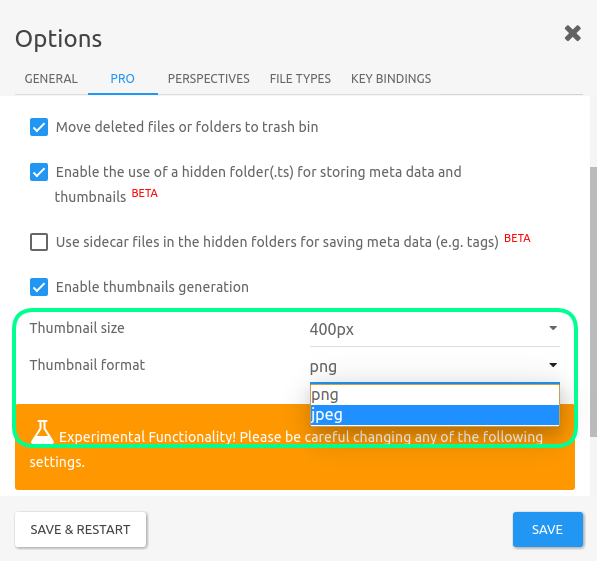 Options
GENERAL PRO PERSPECTIVES FILE TYPES KEY BINDINGS
Move deleted files or folders to trash bin
Enable the use of a hidden folder(.ts) for storing meta data and
thumbnails BETA
Use sidecar files in the hidden folders for saving meta data (e.g. tags) BETA
Enable thumbnails generation
Thumbnail size 400px
Thumbnail format png
png
jpeg
Experimental Functionality! Please be careful changing any of the following
settings.
SAVE & RESTART SAVE